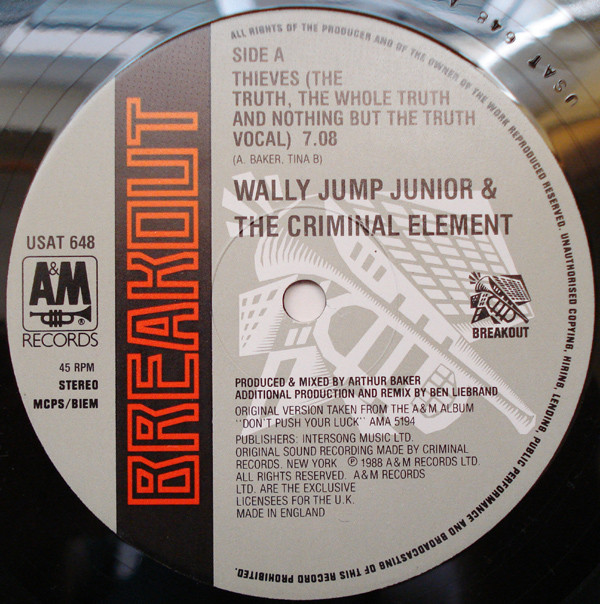 ALL RIGHTS OF THE PRODUCER AND OF THE OWNER OF THE WORK REPRODUCED RESERVED. UNAUTHORISED COPYING, HIRING, LENDING, PUBLIC PERFORMANCE AND BROADCASTING OF THIS RECORD PROHIBITED.
USAT 648
SIDE A
THIEVES (THE
TRUTH, THE WHOLE TRUTH
AND NOTHING BUT THE TRUTH
VOCAL) 7.08
(A. BAKER, TINA B)
WALLY JUMP JUNIOR &
THE CRIMINAL ELEMENT
BREAKOUT
USAT 648
A&M
®
RECORDS
45 RPM
STEREO
MCPS/BIEM
BREAKOUT
PRODUCED & MIXED BY ARTHUR BAKER
ADDITIONAL PRODUCTION AND REMIX BY BEN LIEBRAND
ORIGINAL VERSION TAKEN FROM THE A&M ALBUM
"DON'T PUSH YOUR LUCK" AMA 5194
PUBLISHERS: INTERSONG MUSIC LTD.
ORIGINAL SOUND RECORDING MADE BY CRIMINAL
RECORDS. NEW YORK ℗ 1988 A&M RECORDS LTD.
ALL RIGHTS RESERVED. A&M RECORDS
LTD. ARE THE EXCLUSIVE
LICENSEES FOR THE U.K.
MADE IN ENGLAND